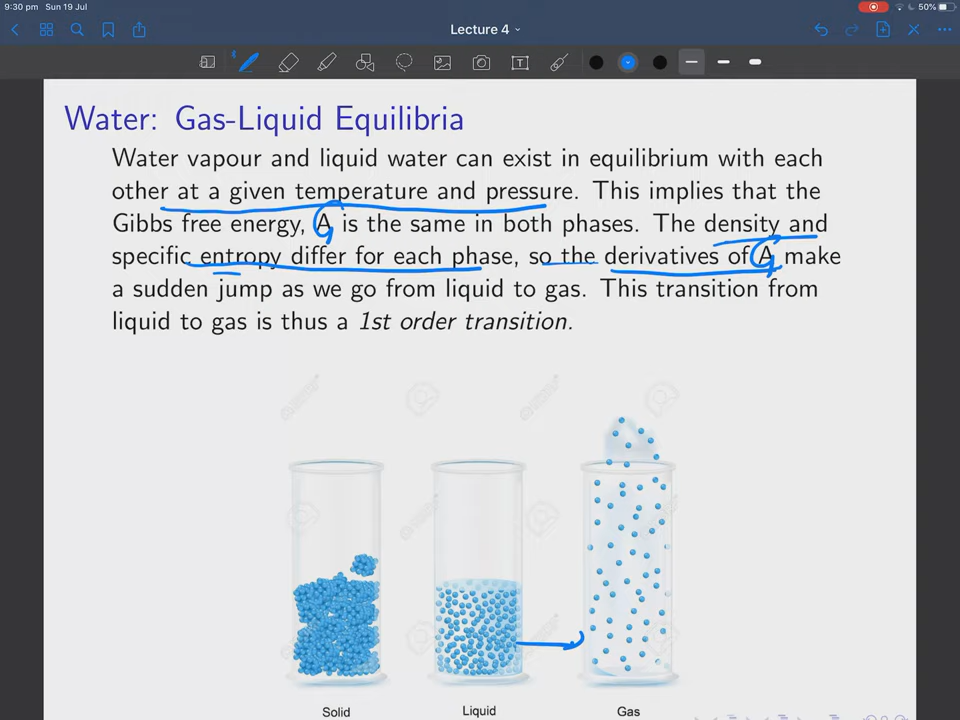 9:30 pm Sun 19 Jul
50%
Lecture 4
Water: Gas-Liquid Equilibria
Water vapour and liquid water can exist in equilibrium with each
other at a given temperature and pressure. This implies that the
Gibbs free energy, A is the same in both phases. The density and
specific entropy differ for each phase, so the derivatives of A make
a sudden jump as we go from liquid to gas. This transition from
liquid to gas is thus a 1st order transition.
Solid Liquid Gas